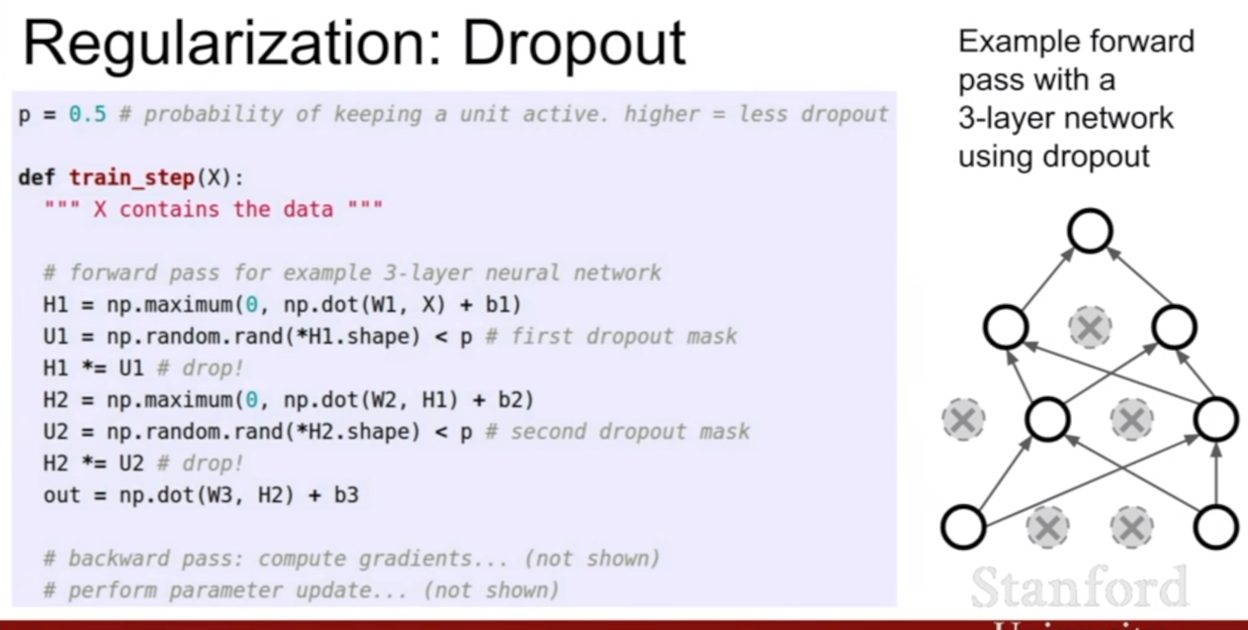 Regularization: Dropout
p = 0.5 # probability of keeping a unit active. higher = less dropout
def train_step(X):
""" X contains the data """
# forward pass for example 3-layer neural network
H1 = np.maximum(0, np.dot(W1, X) + b1)
U1 = np.random.rand(*H1.shape) < p # first dropout mask
H1 *= U1 # drop!
H2 = np.maximum(0, np.dot(W2, H1) + b2)
U2 = np.random.rand(*H2.shape) < p # second dropout mask
H2 *= U2 # drop!
out = np.dot(W3, H2) + b3
# backward pass: compute gradients... (not shown)
# perform parameter update... (not shown)
Example forward
pass with a
3-layer network
using dropout
Stanford